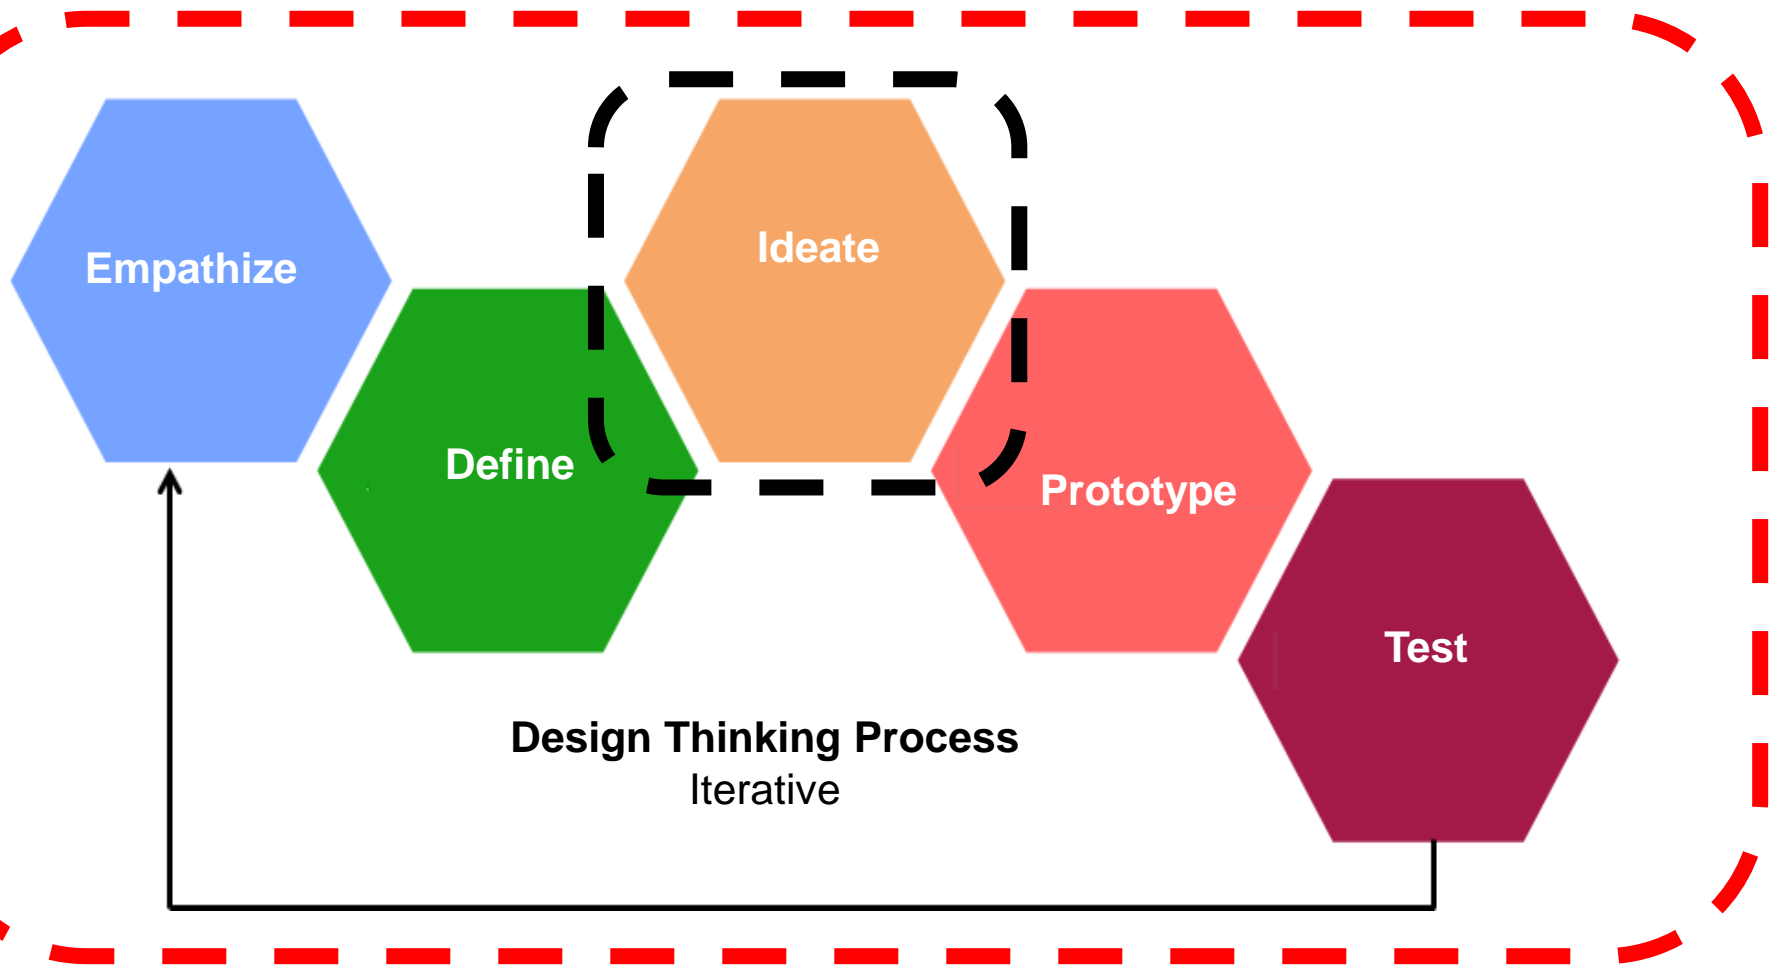 Empathize
Define
Ideate
Prototype
Test
Design Thinking Process
Iterative